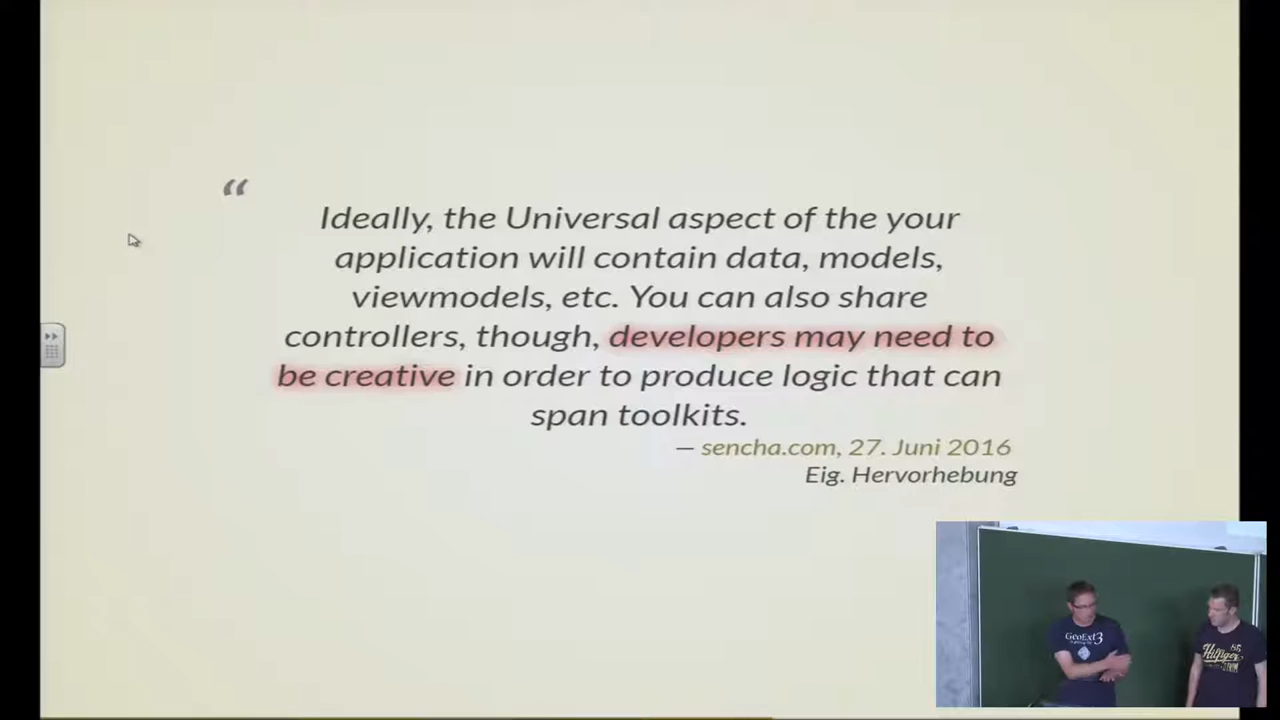 “
Ideally, the Universal aspect of the your
application will contain data, models,
viewmodels, etc. You can also share
controllers, though, developers may need to
be creative in order to produce logic that can
span toolkits.
— sencha.com, 27. Juni 2016
Eig. Hervorhebung
GeoExt3
85
Hilfiger